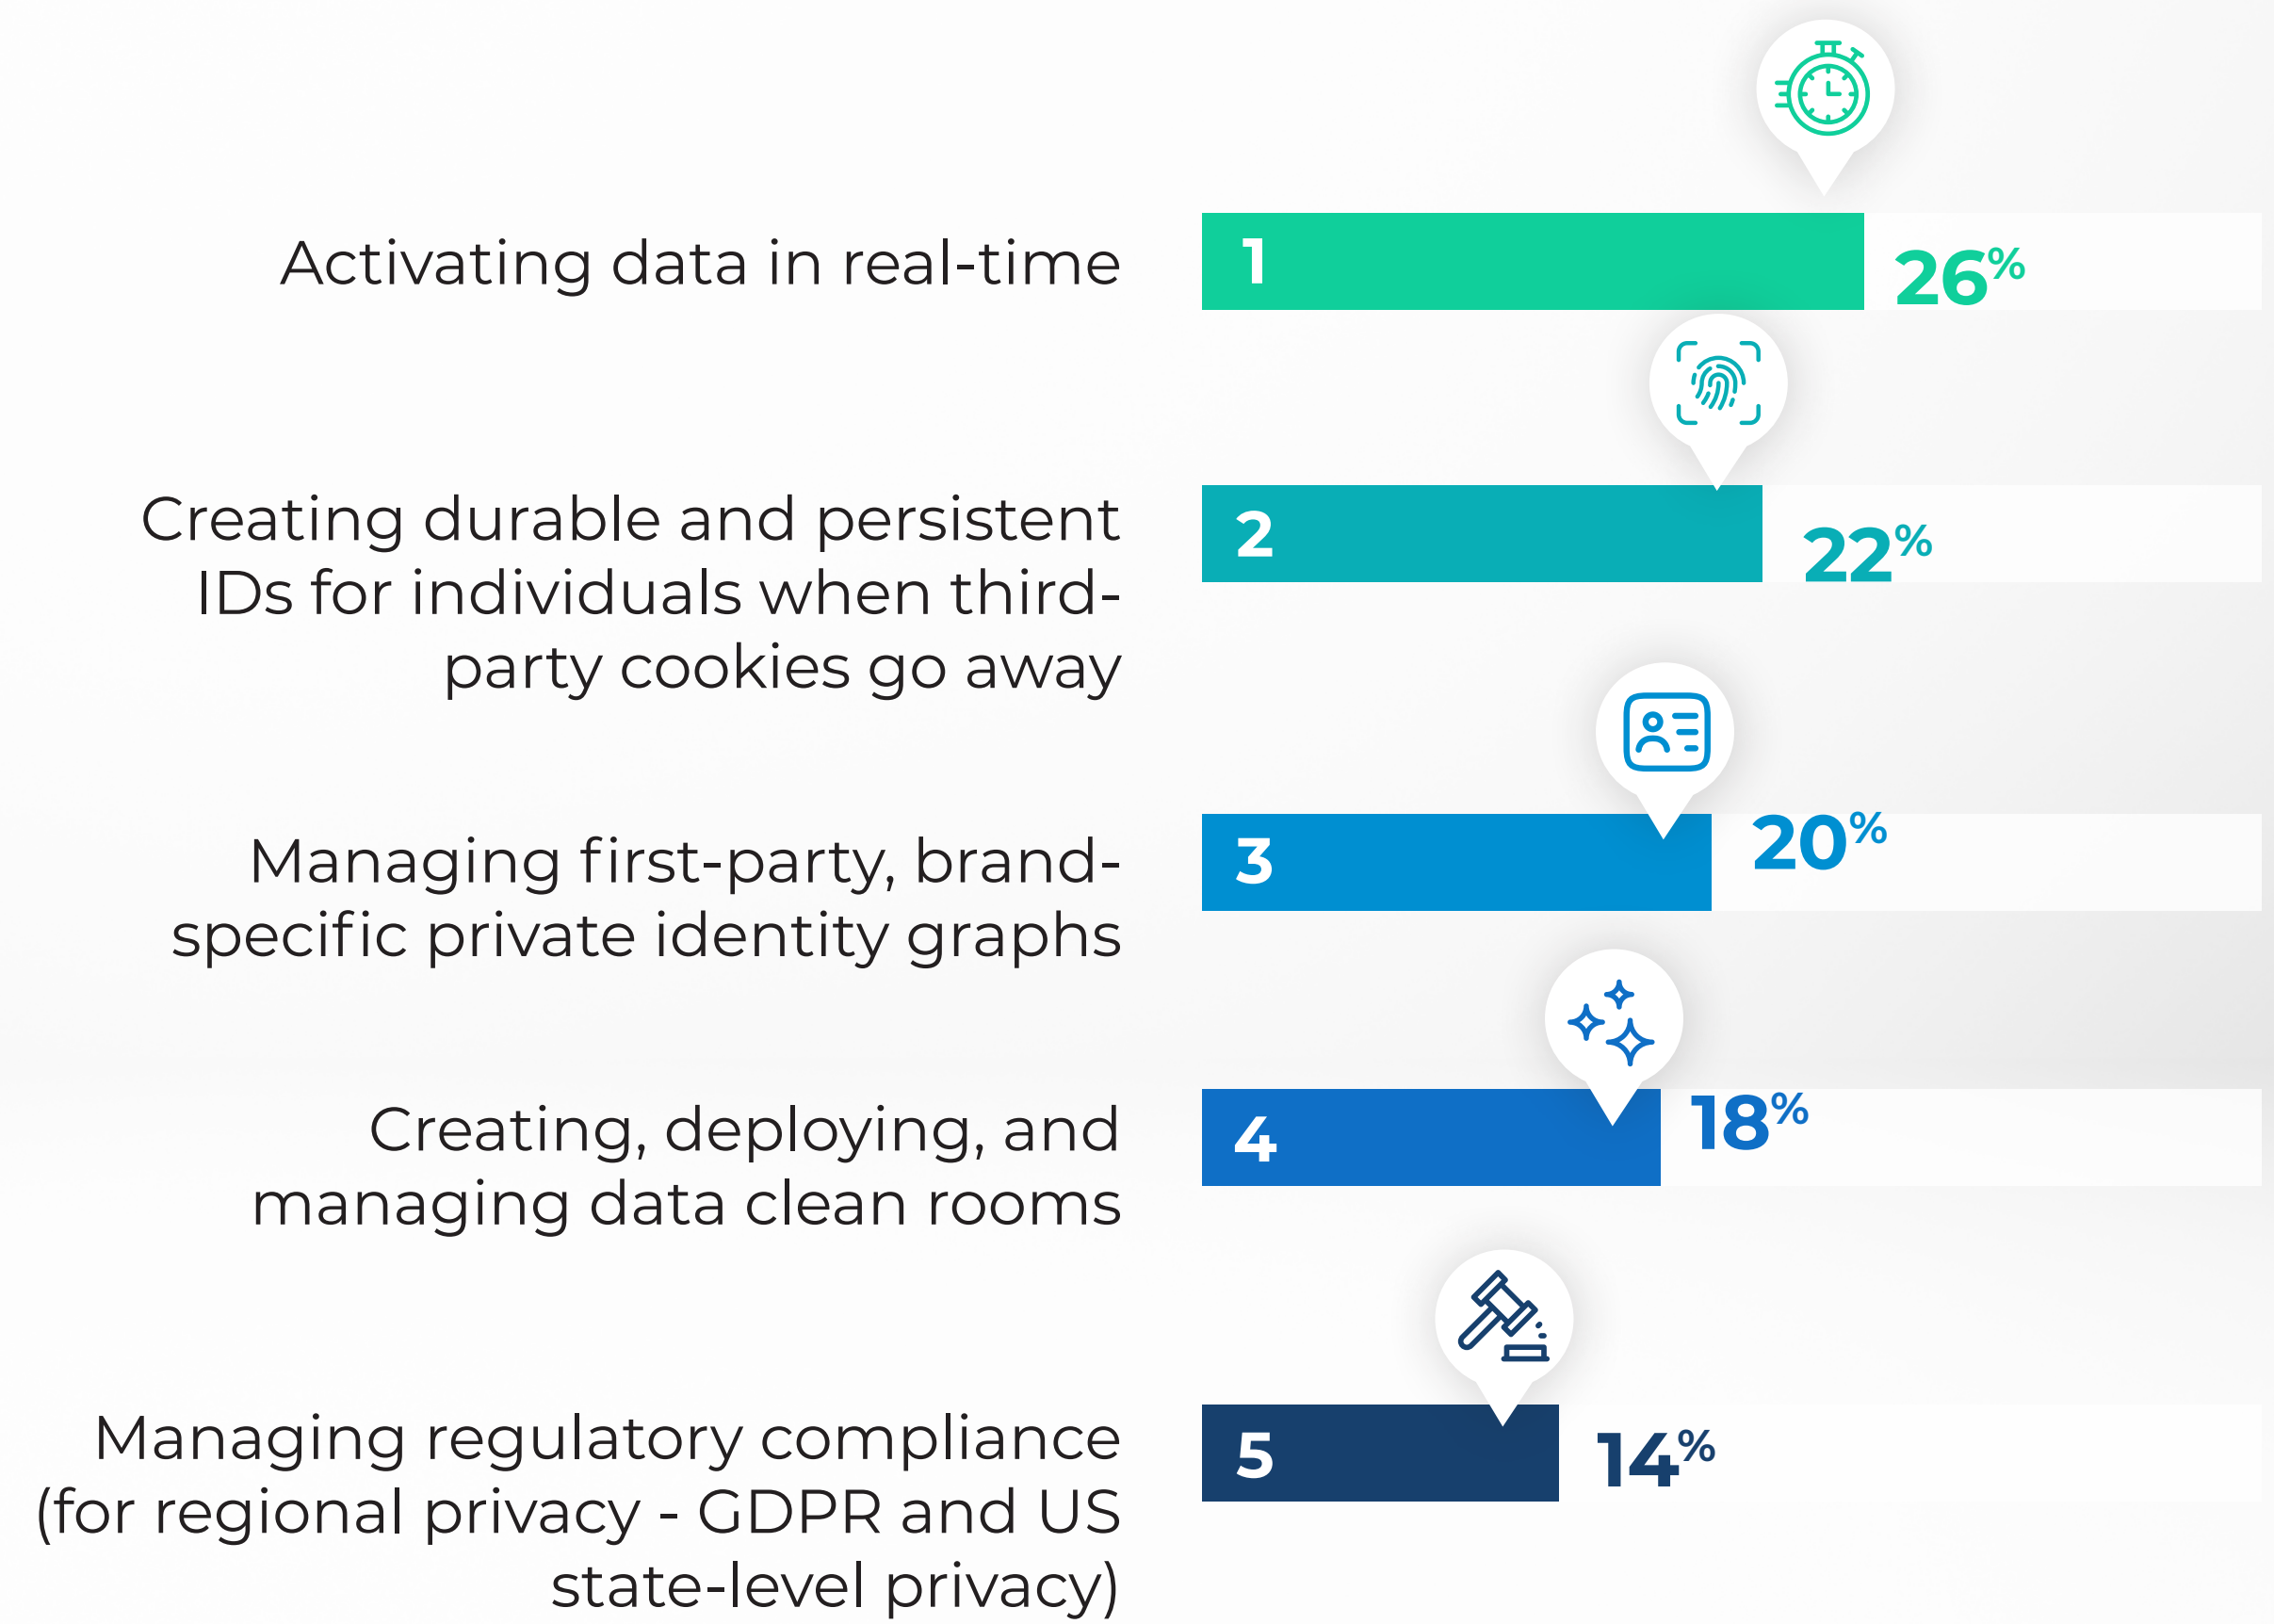 Activating data in real-time
1
26%
Creating durable and persistent
IDs for individuals when third-
party cookies go away
2
22%
Managing first-party, brand-
specific private identity graphs
3
20%
Creating, deploying, and
managing data clean rooms
4
18%
Managing regulatory compliance
(for regional privacy - GDPR and US
state-level privacy)
5
14%